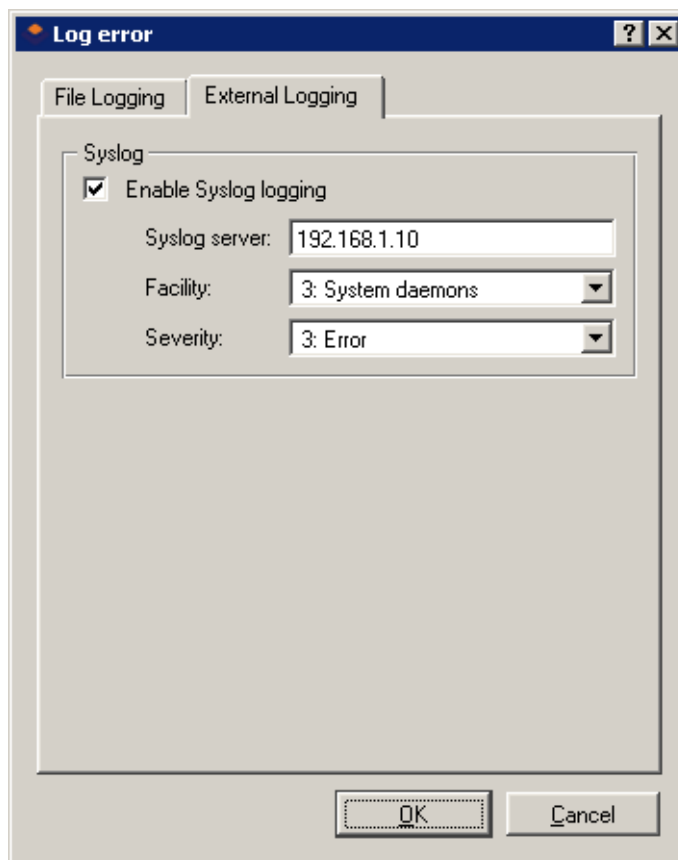 Log error
File Logging External Logging
Syslog
Enable Syslog logging
Syslog server: 192.168.1.10
Facility: 3: System daemons
Severity: 3: Error
OK Cancel